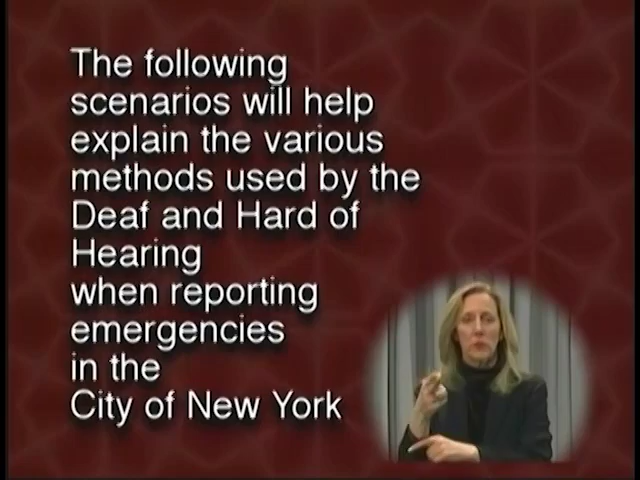 The following
scenarios will help
explain the various
methods used by the
Deaf and Hard of
Hearing
when reporting
emergencies
in the
City of New York